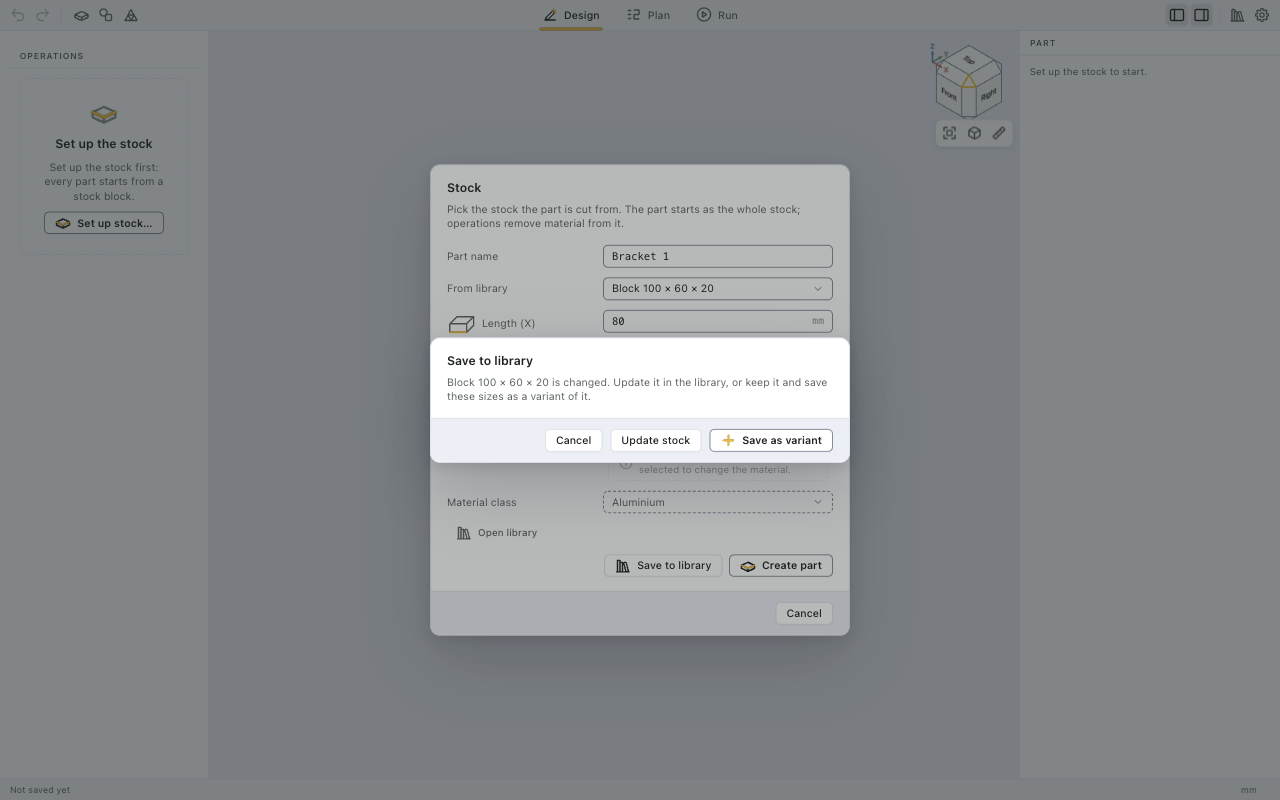 Design
Plan
Run
OPERATIONS
Set up the stock
Set up the stock first:
every part starts from a
stock block.
Set up stock...
Z
Y
X
Top
Front
Right
PART
Set up the stock to start.
Stock
Pick the stock the part is cut from. The part starts as the whole stock;
operations remove material from it.
Part name
Bracket 1
From library
Block 100 × 60 × 20
Length (X)
80
mm
Save to library
Block 100 × 60 × 20 is changed. Update it in the library, or keep it and save
these sizes as a variant of it.
Cancel
Update stock
Save as variant
selected to change the material.
Material class
Aluminium
Open library
Save to library
Create part
Cancel
Not saved yet
mm